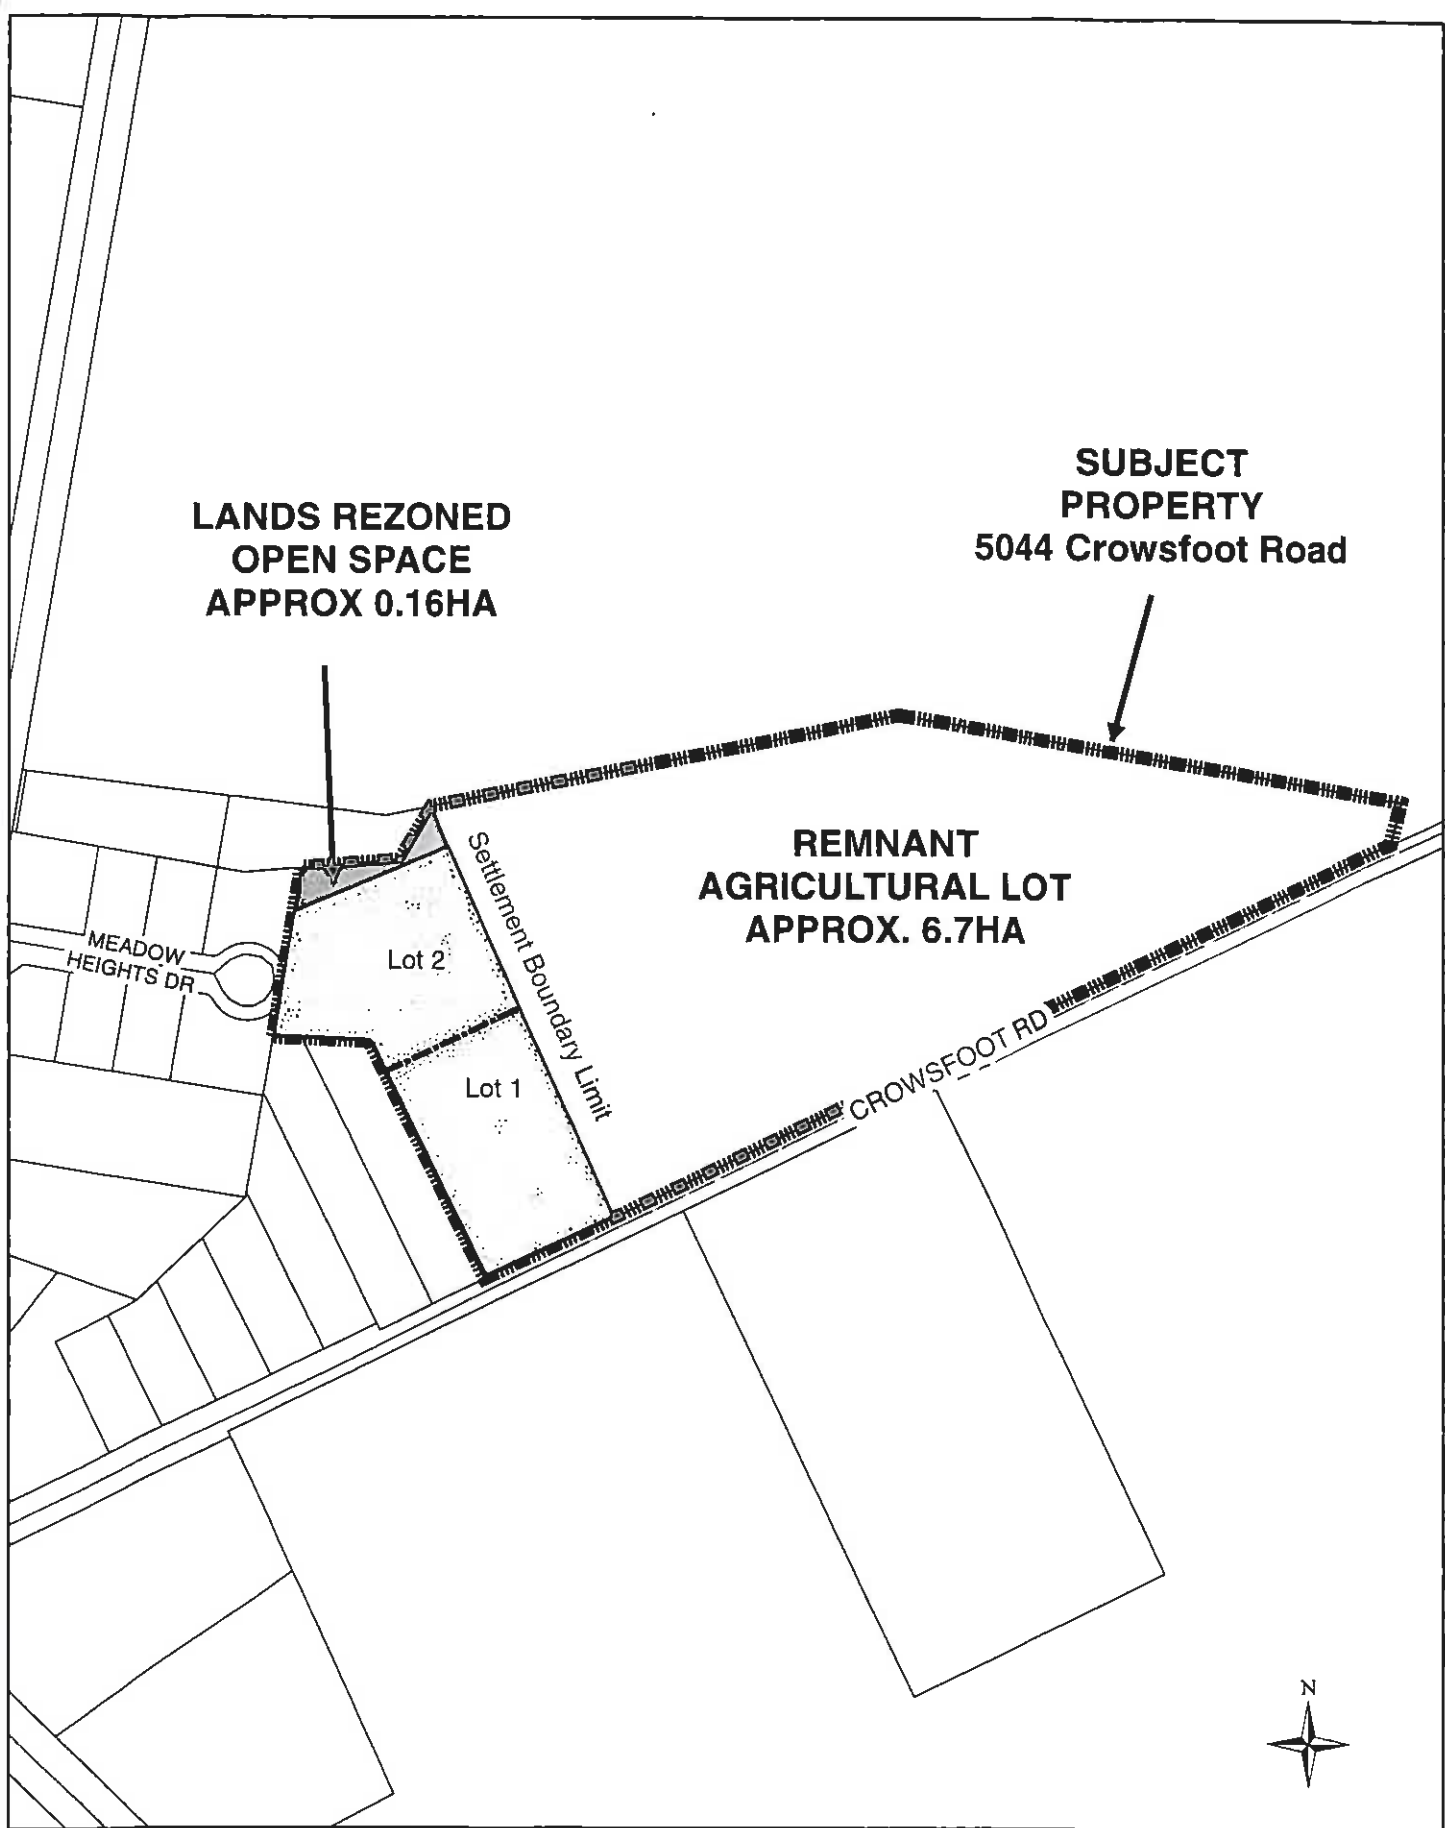 SUBJECT
PROPERTY
5044 Crowsfoot Road
LANDS REZONED
OPEN SPACE
APPROX 0.16HA
REMNANT
AGRICULTURAL LOT
APPROX. 6.7HA
Settlement Boundary Limit
MEADOW
HEIGHTS DR
Lot 2
Lot 1
CROWSFOOT RD
N